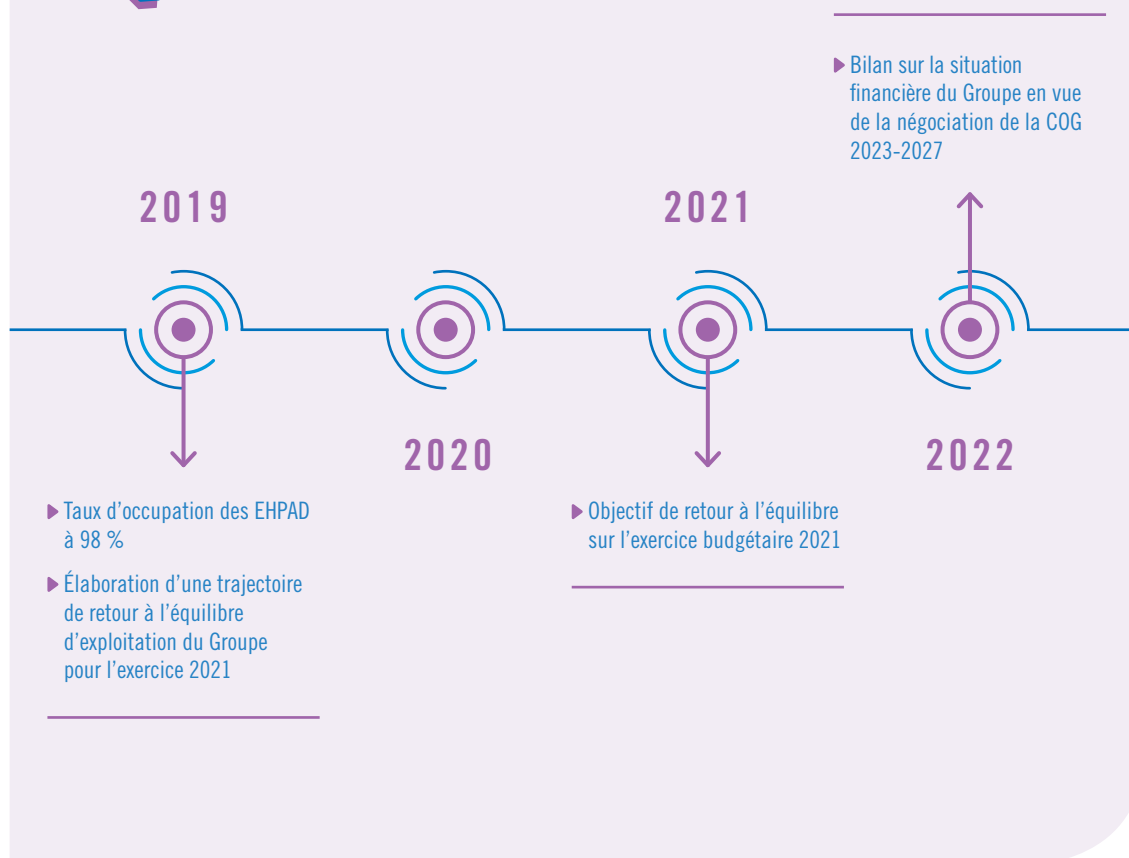 Bilan sur la situation
financière du Groupe en vue
de la négociation de la COG
2023-2027
2019
2021
2020
2022
Taux d'occupation des EHPAD
à 98 %
Élaboration d'une trajectoire
de retour à l'équilibre
d'exploitation du Groupe
pour l'exercice 2021
Objectif de retour à l'équilibre
sur l'exercice budgétaire 2021